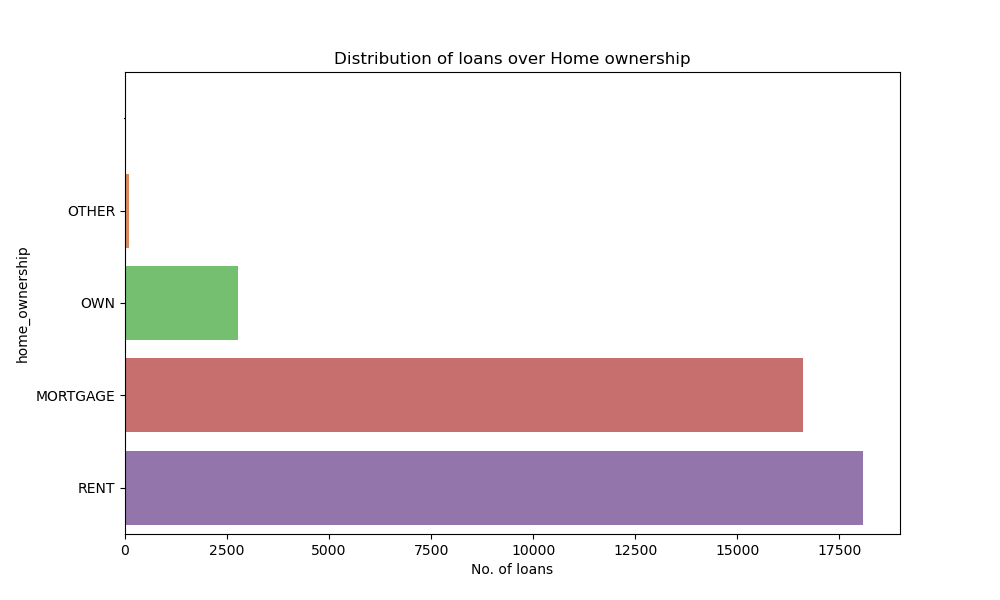 Distribution of loans over Home ownership
OTHER
OWN
MORTGAGE
RENT
home_ownership
0 2500 5000 7500 10000 12500 15000 17500
No. of loans